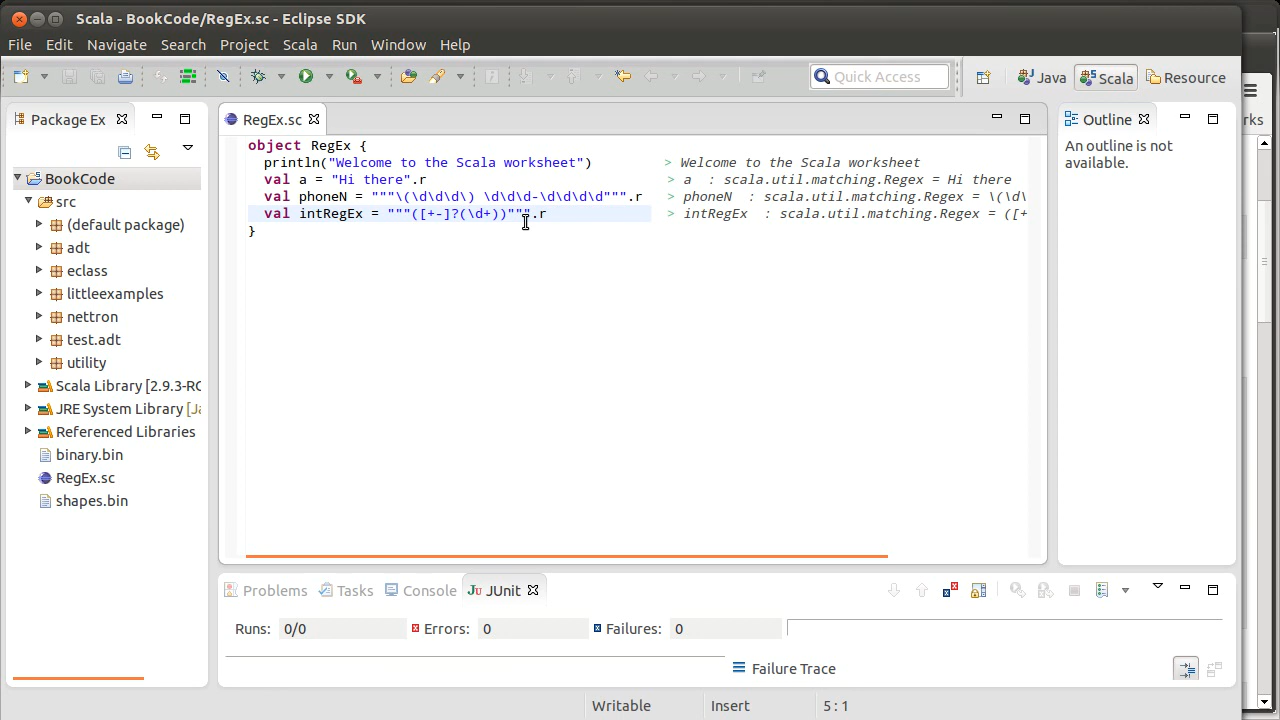 Scala - BookCode/RegEx.sc - Eclipse SDK
File Edit Navigate Search Project Scala Run Window Help
Quick Access Java Scala Resource
Package Ex RegEx.sc Outline
BookCode
src
(default package)
adt
eclass
littleexamples
nettron
test.adt
utility
Scala Library [2.9.3-RC
JRE System Library [Ja
Referenced Libraries
binary.bin
RegEx.sc
shapes.bin
object RegEx {
println("Welcome to the Scala worksheet") > Welcome to the Scala worksheet
val a = "Hi there".r > a : scala.util.matching.Regex = Hi there
val phoneN = """\(\d\d\d\) \d\d\d-\d\d\d\d""".r > phoneN : scala.util.matching.Regex = \(\d\
val intRegEx = """([+-]?(\d+))""".r > intRegEx : scala.util.matching.Regex = ([+
}
An outline is not
available.
rks
Problems Tasks Console JUnit
Runs: 0/0 Errors: 0 Failures: 0
Failure Trace
Writable Insert 5 : 1